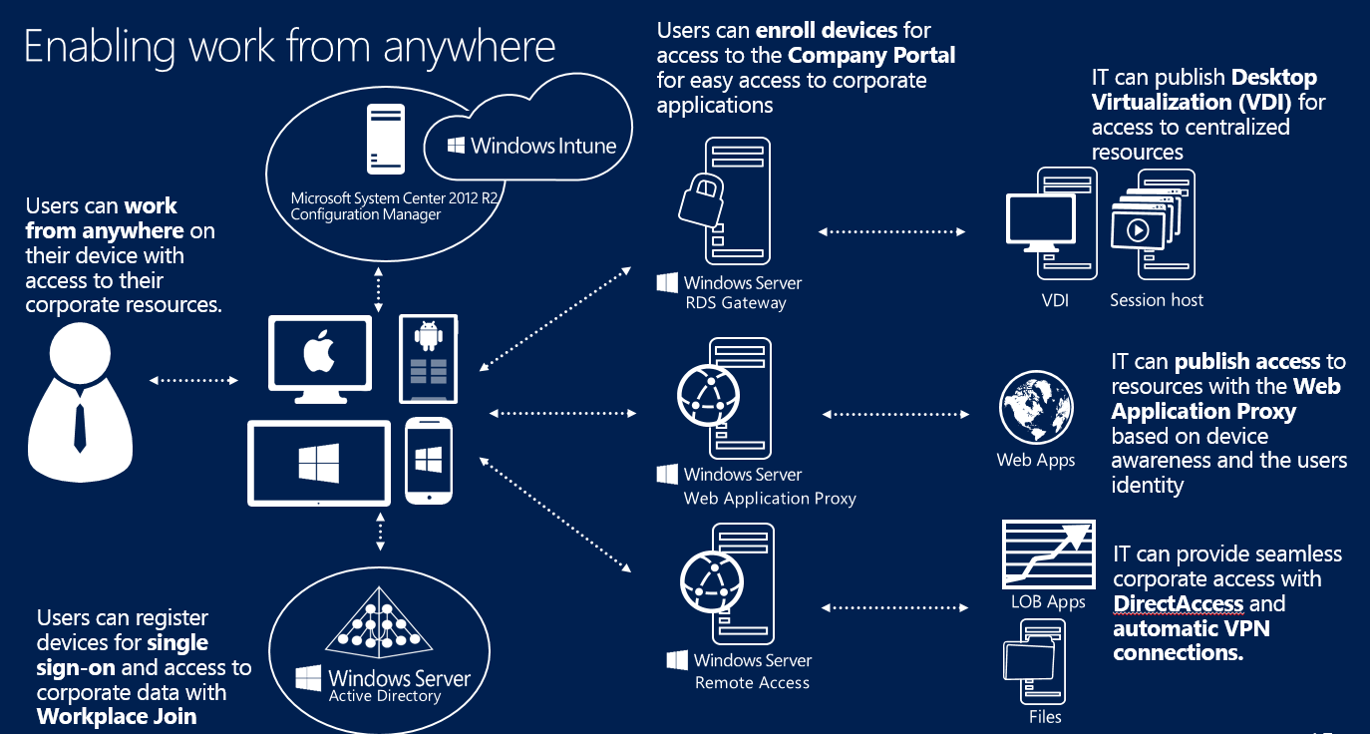 Enabling work from anywhere
Users can enroll devices for
access to the Company Portal
for easy access to corporate
applications
IT can publish Desktop
Virtualization (VDI) for
access to centralized
resources
Windows Intune
Microsoft System Center 2012 R2
Configuration Manager
Users can work
from anywhere on
their device with
access to their
corporate resources.
Windows Server
RDS Gateway
VDI
Session host
IT can publish access to
resources with the Web
Application Proxy
based on device
awareness and the users
identity
Web Apps
Windows Server
Web Application Proxy
IT can provide seamless
corporate access with
DirectAccess and
automatic VPN
connections.
LOB Apps
Files
Windows Server
Remote Access
Users can register
devices for single
sign-on and access to
corporate data with
Workplace Join
Windows Server
Active Directory